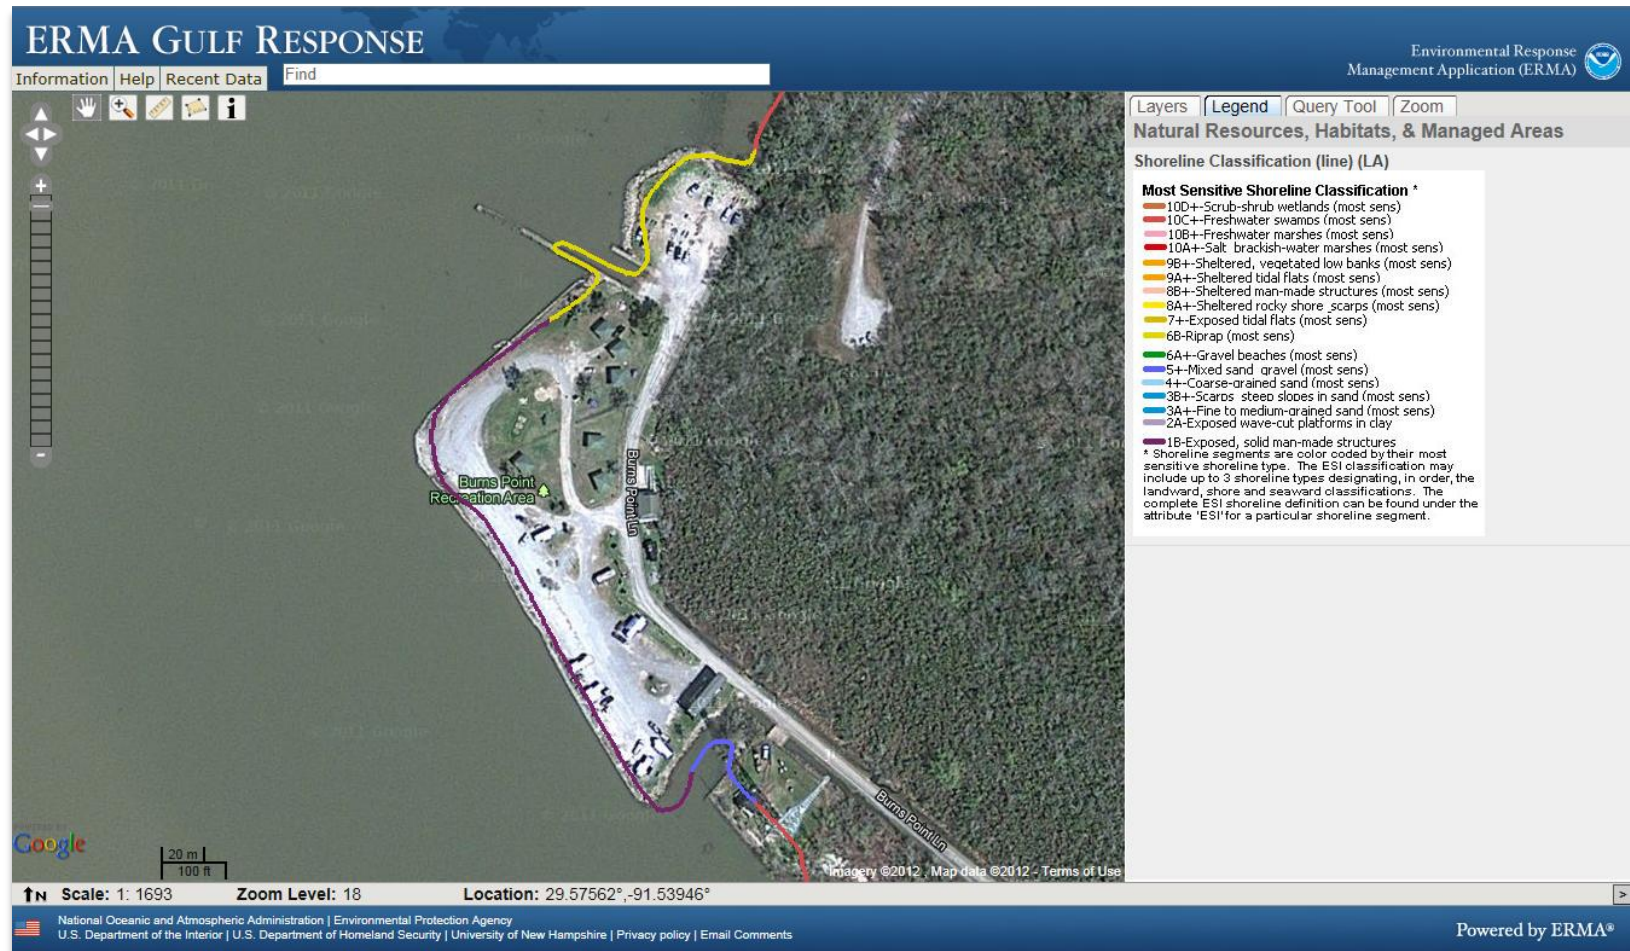 ERMA GULF RESPONSE
Environmental Response
Management Application (ERMA)
Information Help Recent Data Find
Layers Legend Query Tool Zoom
Natural Resources, Habitats, & Managed Areas
Shoreline Classification (line) (LA)
Most Sensitive Shoreline Classification *
10D+-Scrub-shrub wetlands (most sens)
10C+-Freshwater swamps (most sens)
10B+-Freshwater marshes (most sens)
10A+-Salt brackish-water marshes (most sens)
9B+-Sheltered, vegetated low banks (most sens)
9A+-Sheltered tidal flats (most sens)
8B+-Sheltered man-made structures (most sens)
8A+-Sheltered rocky shore_scarps (most sens)
7+-Exposed tidal flats (most sens)
6B-Riprap (most sens)
6A+-Gravel beaches (most sens)
5+-Mixed sand gravel (most sens)
4+-Coarse-grained sand (most sens)
3B+-Scarps steep slopes in sand (most sens)
3A+-Fine to medium-grained sand (most sens)
2A-Exposed wave-cut platforms in clay
1B-Exposed, solid man-made structures
* Shoreline segments are color coded by their most
sensitive shoreline type. The ESI classification may
include up to 3 shoreline types designating, in order, the
landward, shore and seaward classifications. The
complete ESI shoreline definition can be found under the
attribute 'ESI' for a particular shoreline segment.
Burns Point
Recreation Area
Burns Point Ln
Burns Point Ln
Google
20 m
100 ft
Imagery ©2012 , Map data ©2012 - Terms of Use
N Scale: 1: 1693 Zoom Level: 18 Location: 29.57562°,-91.53946° >
National Oceanic and Atmospheric Administration | Environmental Protection Agency
U.S. Department of the Interior | U.S. Department of Homeland Security | University of New Hampshire | Privacy policy | Email Comments
Powered by ERMA®